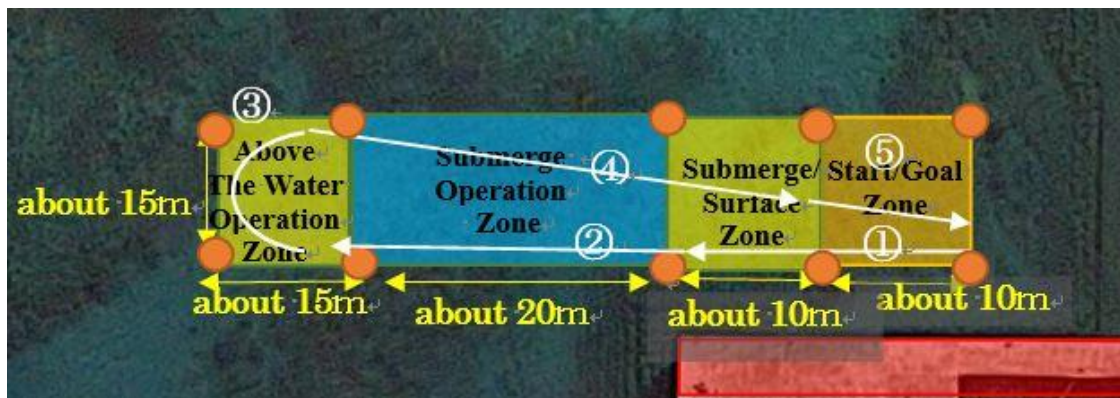 ③
Above
The Water
Operation
Zone
Submerge
Operation
Zone
④
Submerge/
Surface
Zone
⑤
Start/Goal
Zone
②
①
about 15m
about 15m
about 20m
about 10m
about 10m